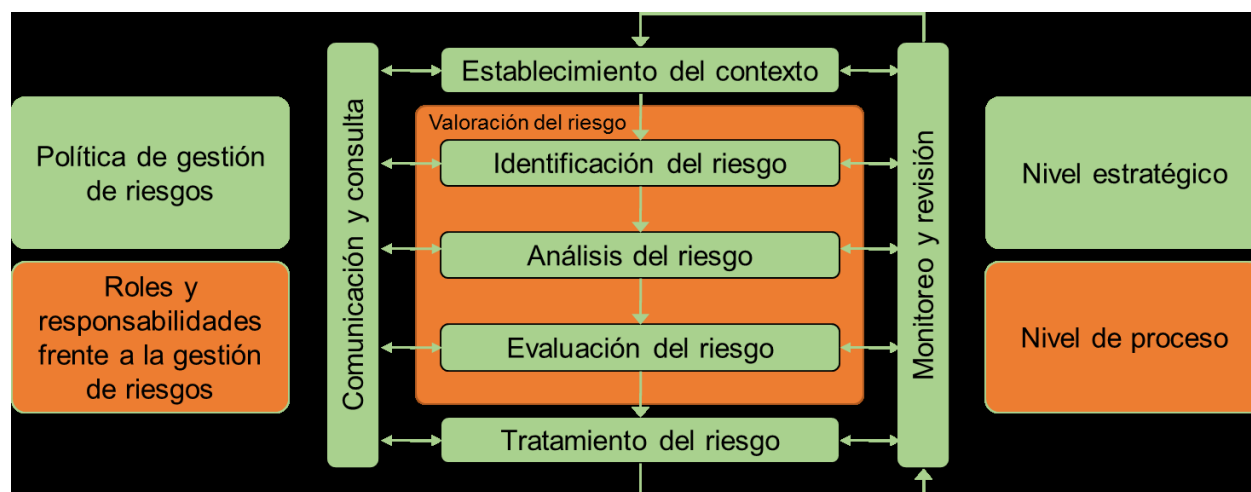 Política de gestión
de riesgos
Roles y
responsabilidades
frente a la gestión
de riesgos
Comunicación y consulta
Establecimiento del contexto
Valoración del riesgo
Identificación del riesgo
Análisis del riesgo
Evaluación del riesgo
Tratamiento del riesgo
Monitoreo y revisión
Nivel estratégico
Nivel de proceso